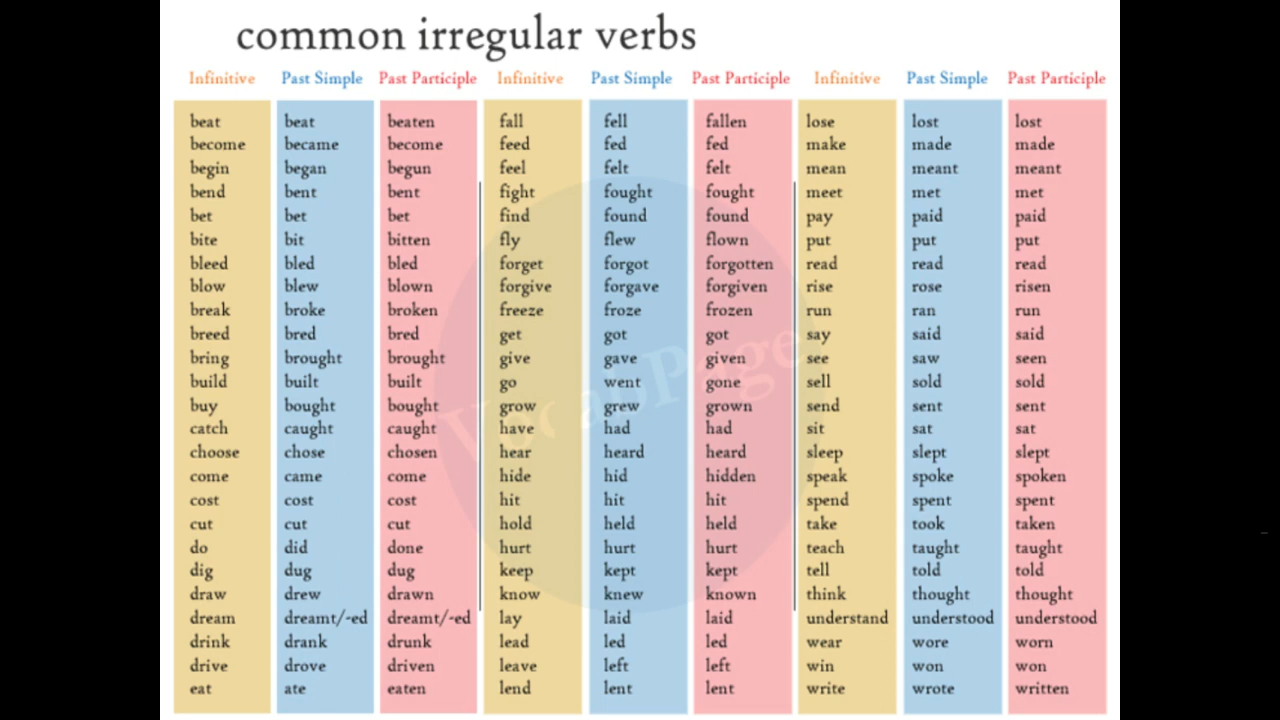 common irregular verbs
Infinitive Past Simple Past Participle Infinitive Past Simple Past Participle Infinitive Past Simple Past Participle
beat beat beaten fall fell fallen lose lost lost
become became become feed fed fed make made made
begin began begun feel felt felt mean meant meant
bend bent bent fight fought fought meet met met
bet bet bet find found found pay paid paid
bite bit bitten fly flew flown put put put
bleed bled bled forget forgot forgotten read read read
blow blew blown forgive forgave forgiven rise rose risen
break broke broken freeze froze frozen run ran run
breed bred bred get got got say said said
bring brought brought give gave given see saw seen
build built built go went gone sell sold sold
buy bought bought grow grew grown send sent sent
catch caught caught have had had sit sat sat
choose chose chosen hear heard heard sleep slept slept
come came come hide hid hidden speak spoke spoken
cost cost cost hit hit hit spend spent spent
cut cut cut hold held held take took taken
do did done hurt hurt hurt teach taught taught
dig dug dug keep kept kept tell told told
draw drew drawn know knew known think thought thought
dream dreamt/-ed dreamt/-ed lay laid laid understand understood understood
drink drank drunk lead led led wear wore worn
drive drove driven leave left left win won won
eat ate eaten lend lent lent write wrote written
VocabPage